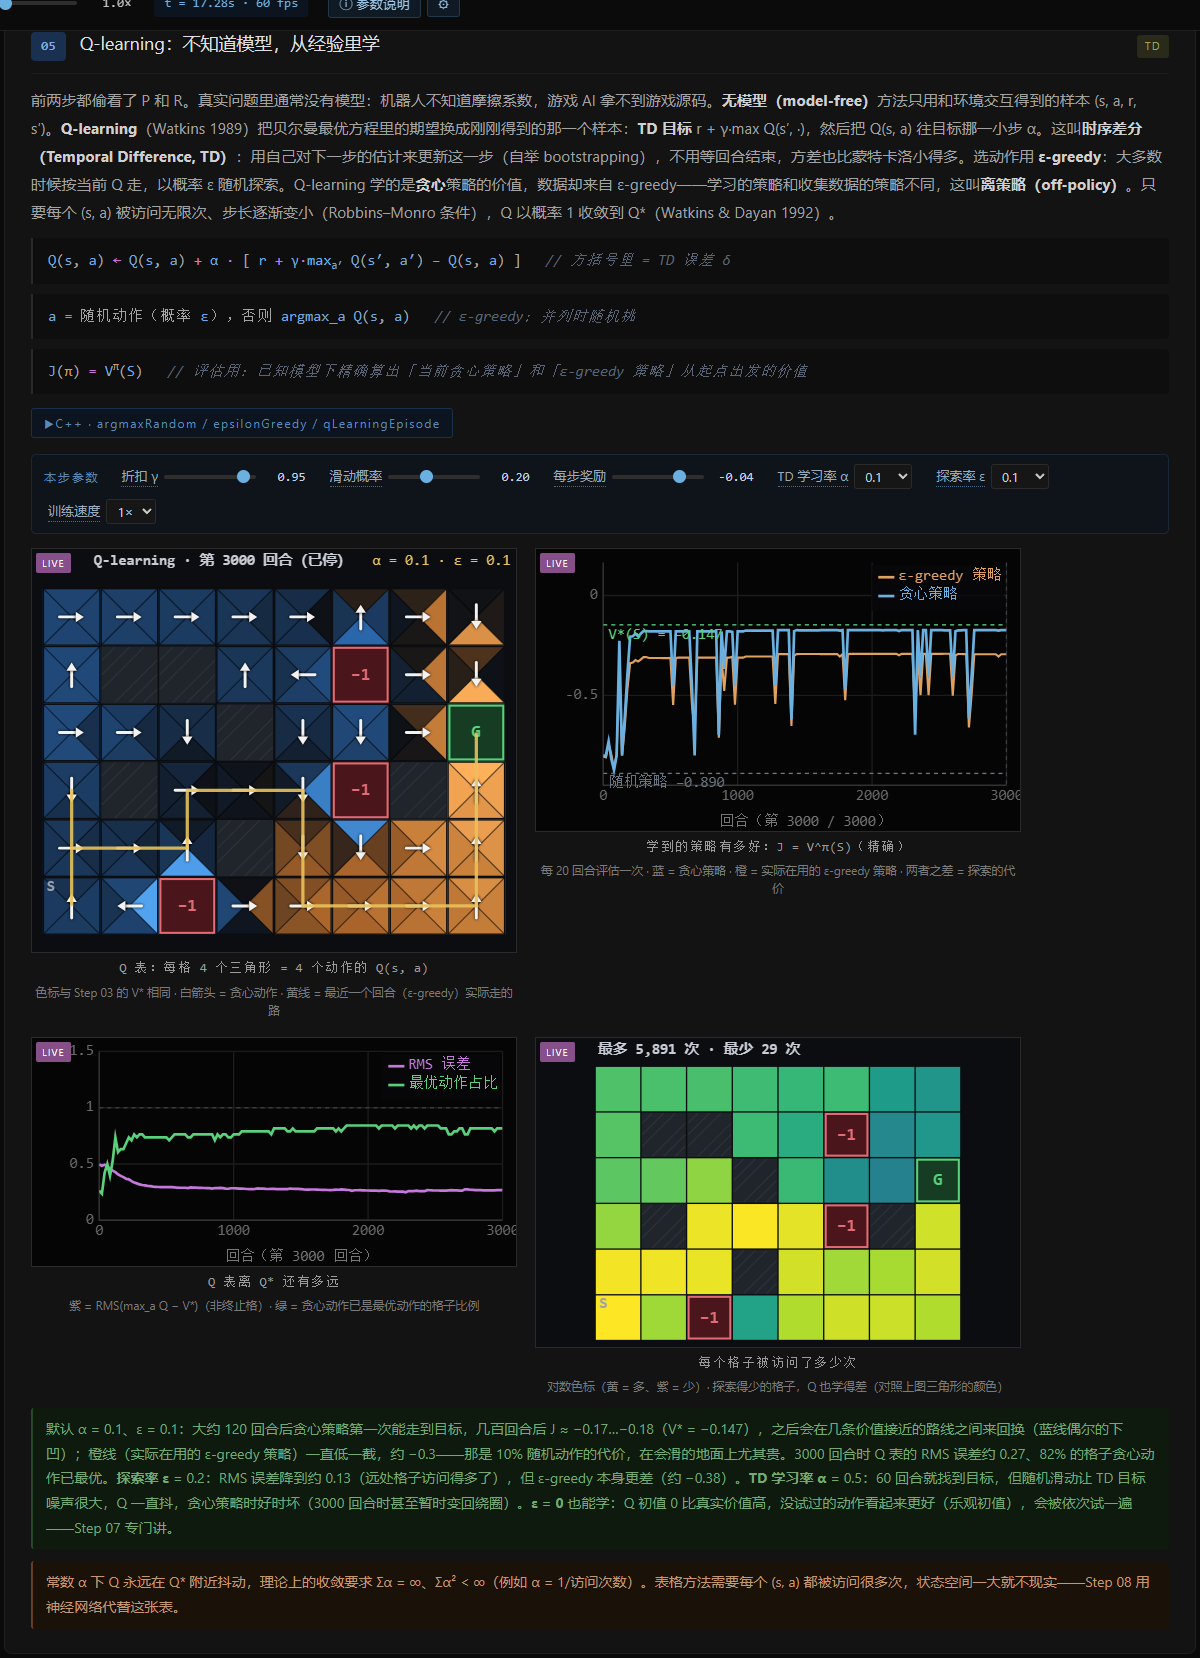 1.0x
t = 17.28s · 60 fps
ⓘ 参数说明
⚙
05
Q-learning：不知道模型，从经验里学
TD
前两步都偷看了 P 和 R。真实问题里通常没有模型：机器人不知道摩擦系数，游戏 AI 拿不到游戏源码。无模型（model-free）方法只用和环境交互得到的样本 (s, a, r,
s′)。Q-learning（Watkins 1989）把贝尔曼最优方程里的期望换成刚刚得到的那一个样本：TD 目标 r + γ·max Q(s′, ·)，然后把 Q(s, a) 往目标挪一小步 α。这叫时序差分
（Temporal Difference, TD）：用自己对下一步的估计来更新这一步（自举 bootstrapping），不用等回合结束，方差也比蒙特卡洛小得多。选动作用 ε-greedy：大多数
时候按当前 Q 走，以概率 ε 随机探索。Q-learning 学的是贪心策略的价值，数据却来自 ε-greedy——学习的策略和收集数据的策略不同，这叫离策略（off-policy）。只
要每个 (s, a) 被访问无限次、步长逐渐变小（Robbins–Monro 条件），Q 以概率 1 收敛到 Q*（Watkins & Dayan 1992）。
Q(s, a) ← Q(s, a) + α · [ r + γ·maxₐ′ Q(s′, a′) − Q(s, a) ] // 方括号里 = TD 误差 δ
a = 随机动作（概率 ε），否则 argmax_a Q(s, a) // ε-greedy; 并列时随机挑
J(π) = Vᵖ(S) // 评估用：已知模型下精确算出「当前贪心策略」和「ε-greedy 策略」从起点出发的价值
▶C++ · argmaxRandom / epsilonGreedy / qLearningEpisode
本步参数
折扣 γ
0.95
滑动概率
0.20
每步奖励
-0.04
TD 学习率 α
0.1
探索率 ε
0.1
训练速度
1×
LIVE
Q-learning · 第 3000 回合 (已停)
α = 0.1 · ε = 0.1
-1
G
-1
S
-1
Q 表：每格 4 个三角形 = 4 个动作的 Q(s, a)
色标与 Step 03 的 V* 相同 · 白箭头 = 贪心动作 · 黄线 = 最近一个回合（ε-greedy）实际走的
路
LIVE
ε-greedy 策略
贪心策略
0
V*(S) = -0.147
-0.5
随机策略 -0.890
0
1000
2000
3000
回合（第 3000 / 3000）
学到的策略有多好：J = V^π(S)（精确）
每 20 回合评估一次 · 蓝 = 贪心策略 · 橙 = 实际在用的 ε-greedy 策略 · 两者之差 = 探索的代
价
LIVE
1.5
RMS 误差
最优动作占比
1
0.5
0
0
1000
2000
3000
回合（第 3000 回合）
Q 表离 Q* 还有多远
紫 = RMS(max_a Q − V*)（非终止格）· 绿 = 贪心动作已是最优动作的格子比例
LIVE
最多 5,891 次 · 最少 29 次
-1
G
-1
S
-1
每个格子被访问了多少次
对数色标（黄 = 多、紫 = 少）· 探索得少的格子，Q 也学得差（对照上图三角形的颜色）
默认 α = 0.1、ε = 0.1：大约 120 回合后贪心策略第一次能走到目标，几百回合后 J ≈ −0.17…−0.18（V* = −0.147），之后会在几条价值接近的路线之间来回换（蓝线偶尔的下
凹）；橙线（实际在用的 ε-greedy 策略）一直低一截，约 −0.3——那是 10% 随机动作的代价，在会滑的地面上尤其贵。3000 回合时 Q 表的 RMS 误差约 0.27、82% 的格子贪心动
作已最优。探索率 ε = 0.2：RMS 误差降到约 0.13（远处格子访问得多了），但 ε-greedy 本身更差（约 −0.38）。TD 学习率 α = 0.5：60 回合就找到目标，但随机滑动让 TD 目标
噪声很大，Q 一直抖，贪心策略时好时坏（3000 回合时甚至暂时变回绕圈）。ε = 0 也能学：Q 初值 0 比真实价值高，没试过的动作看起来更好（乐观初值），会被依次试一遍
——Step 07 专门讲。
常数 α 下 Q 永远在 Q* 附近抖动，理论上的收敛要求 Σα = ∞、Σα² < ∞（例如 α = 1/访问次数）。表格方法需要每个 (s, a) 都被访问很多次，状态空间一大就不现实——Step 08 用
神经网络代替这张表。